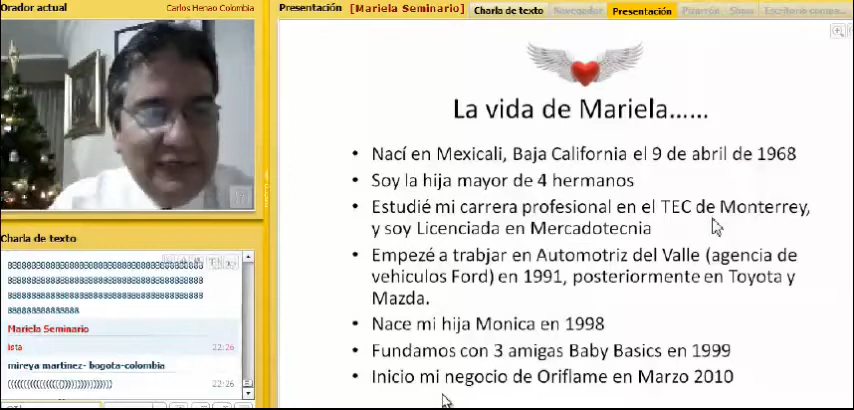 Orador actual
Carlos Henao Colombia
Presentación [Mariela Seminario] Charla de texto Navegador Presentación Pizarrón Show
La vida de Mariela......
• Nací en Mexicali, Baja California el 9 de abril de 1968
• Soy la hija mayor de 4 hermanos
• Estudié mi carrera profesional en el TEC de Monterrey,
y soy Licenciada en Mercadotecnia
• Empezé a trabjar en Automotriz del Valle (agencia de
vehiculos Ford) en 1991, posteriormente en Toyota y
Mazda.
• Nace mi hija Monica en 1998
• Fundamos con 3 amigas Baby Basics en 1999
• Inicio mi negocio de Oriflame en Marzo 2010
Charla de texto
Mariela Seminario
lista 22:26
mireya martinez- bogota-colombia
22:26